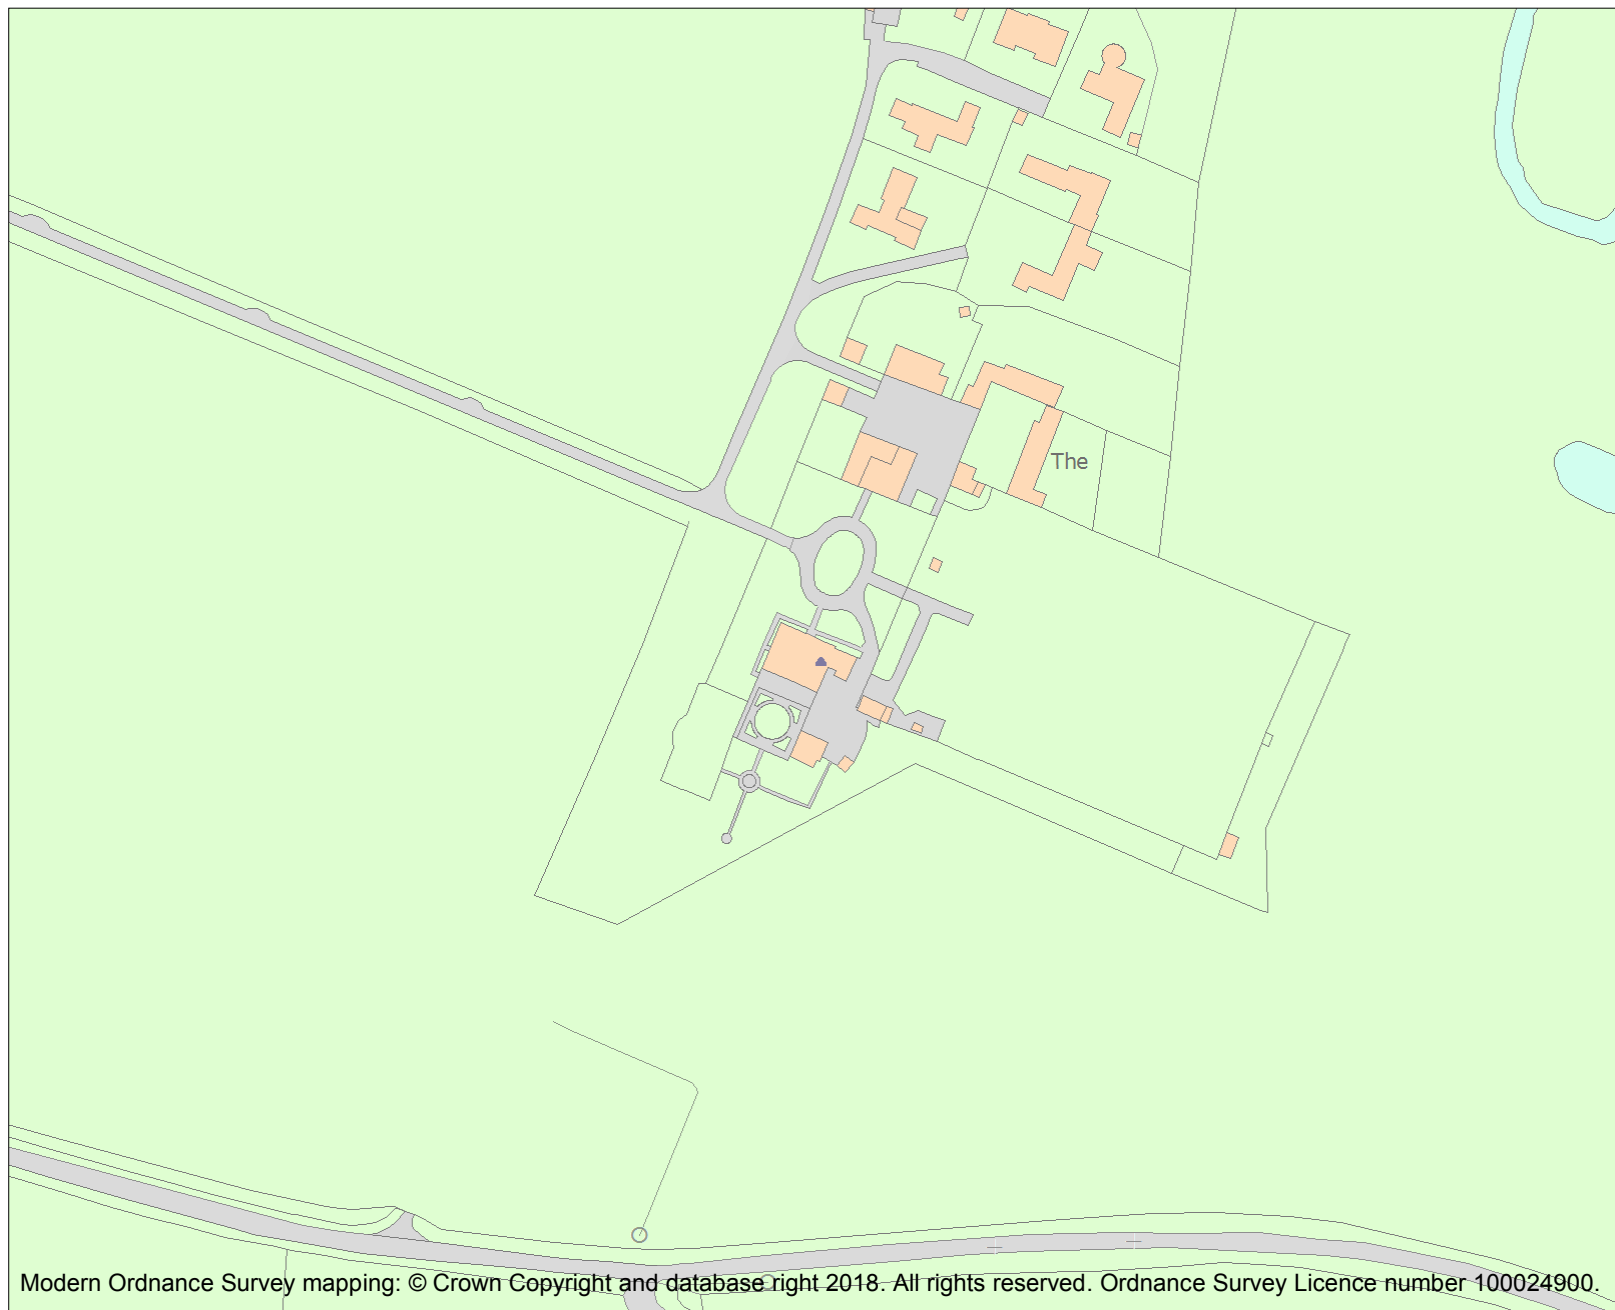 The
Modern Ordnance Survey mapping: © Crown Copyright and database right 2018. All rights reserved. Ordnance Survey Licence number 100024900.